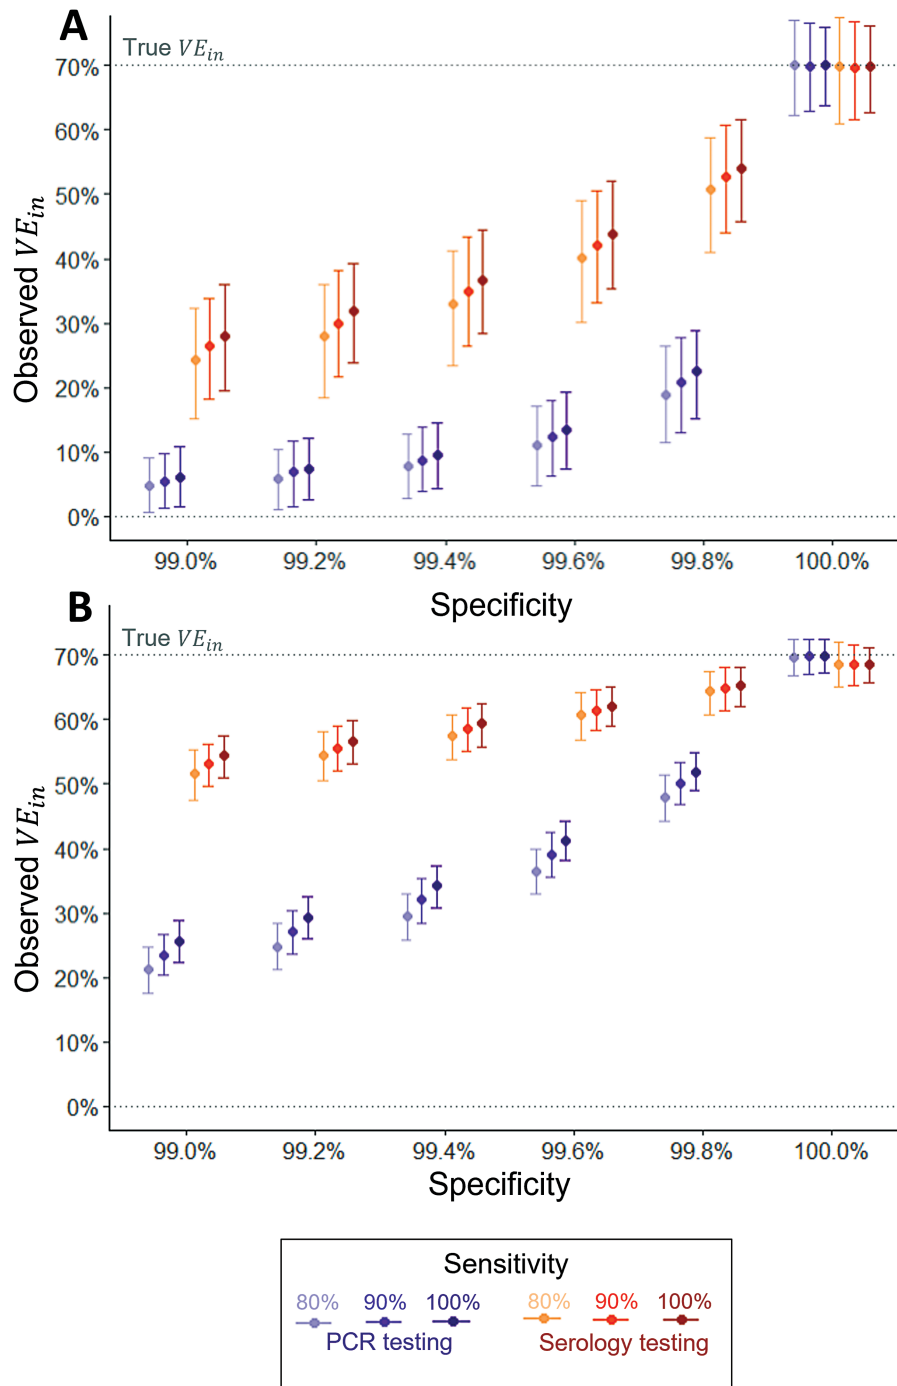 A
True VEin
70%
60%
50%
40%
30%
20%
10%
0%
Observed VEin
99.0% 99.2% 99.4% 99.6% 99.8% 100.0%
Specificity
B
True VEin
70%
60%
50%
40%
30%
20%
10%
0%
Observed VEin
99.0% 99.2% 99.4% 99.6% 99.8% 100.0%
Specificity
Sensitivity
80% 90% 100% 80% 90% 100%
PCR testing Serology testing